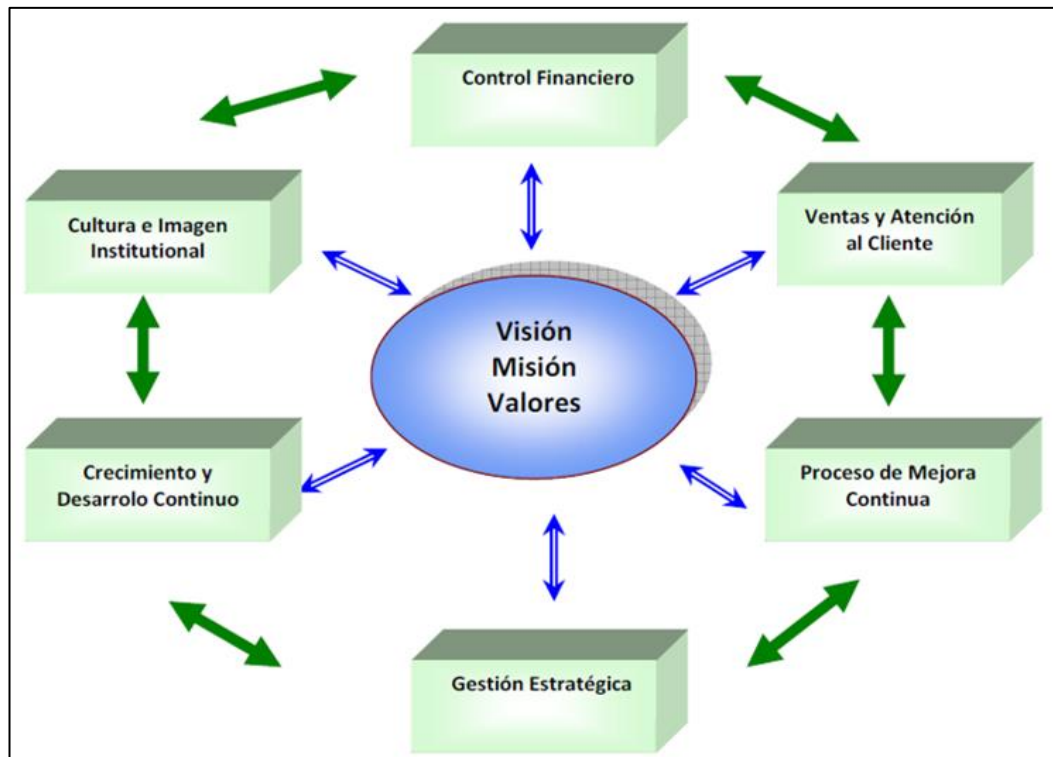 Control Financiero
Cultura e Imagen
Institutional
Ventas y Atención
al Cliente
Visión
Misión
Valores
Crecimiento y
Desarrolo Continuo
Proceso de Mejora
Continua
Gestión Estratégica